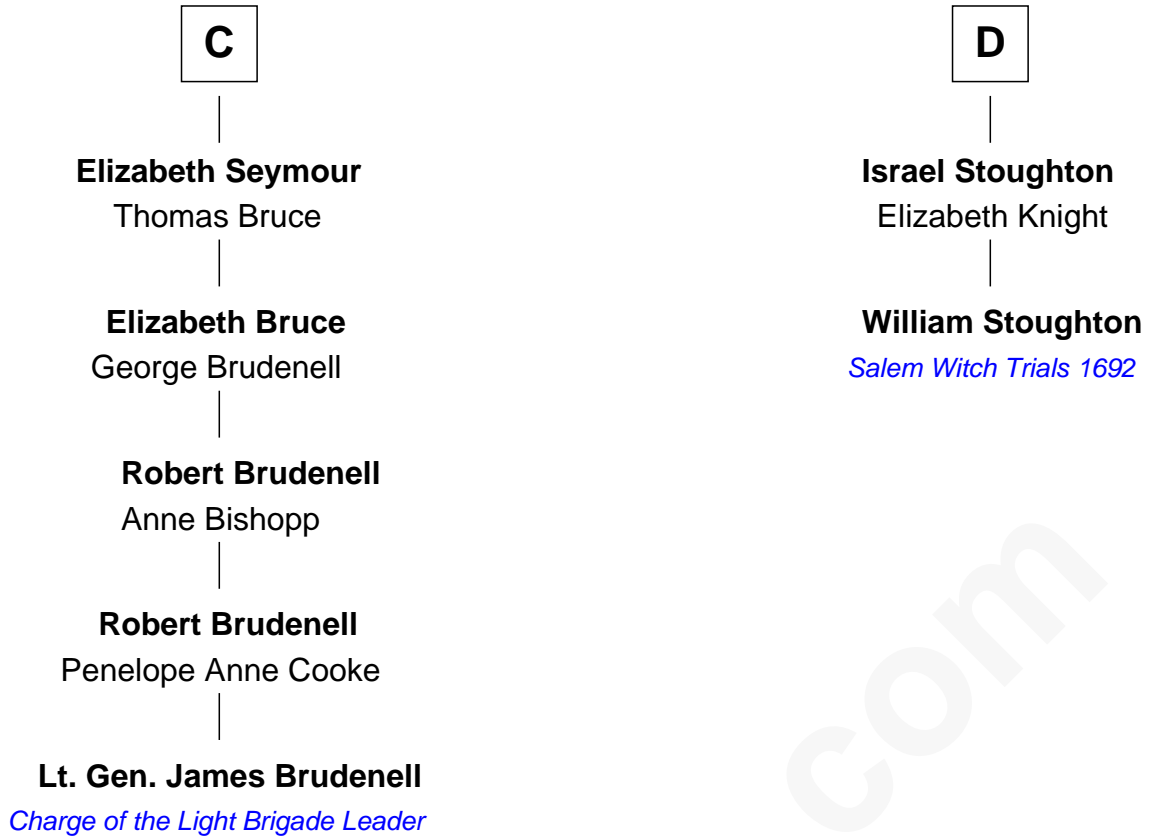 C
Elizabeth Seymour
Thomas Bruce
Elizabeth Bruce
George Brudenell
Robert Brudenell
Anne Bishopp
Robert Brudenell
Penelope Anne Cooke
Lt. Gen. James Brudenell
Charge of the Light Brigade Leader
D
Israel Stoughton
Elizabeth Knight
William Stoughton
Salem Witch Trials 1692
com